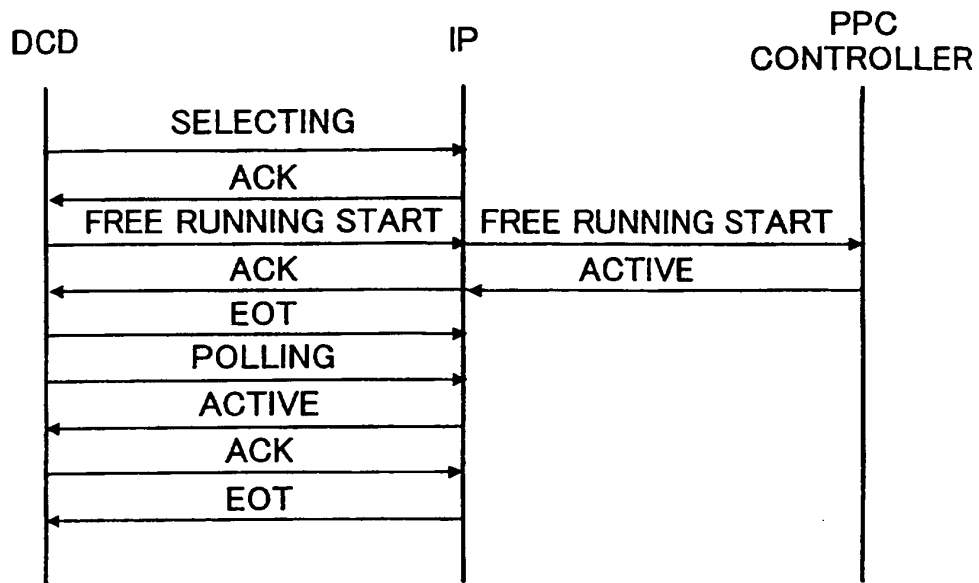 DCD
IP
PPC
CONTROLLER
SELECTING
ACK
FREE RUNNING START
FREE RUNNING START
ACK
ACTIVE
EOT
POLLING
ACTIVE
ACK
EOT